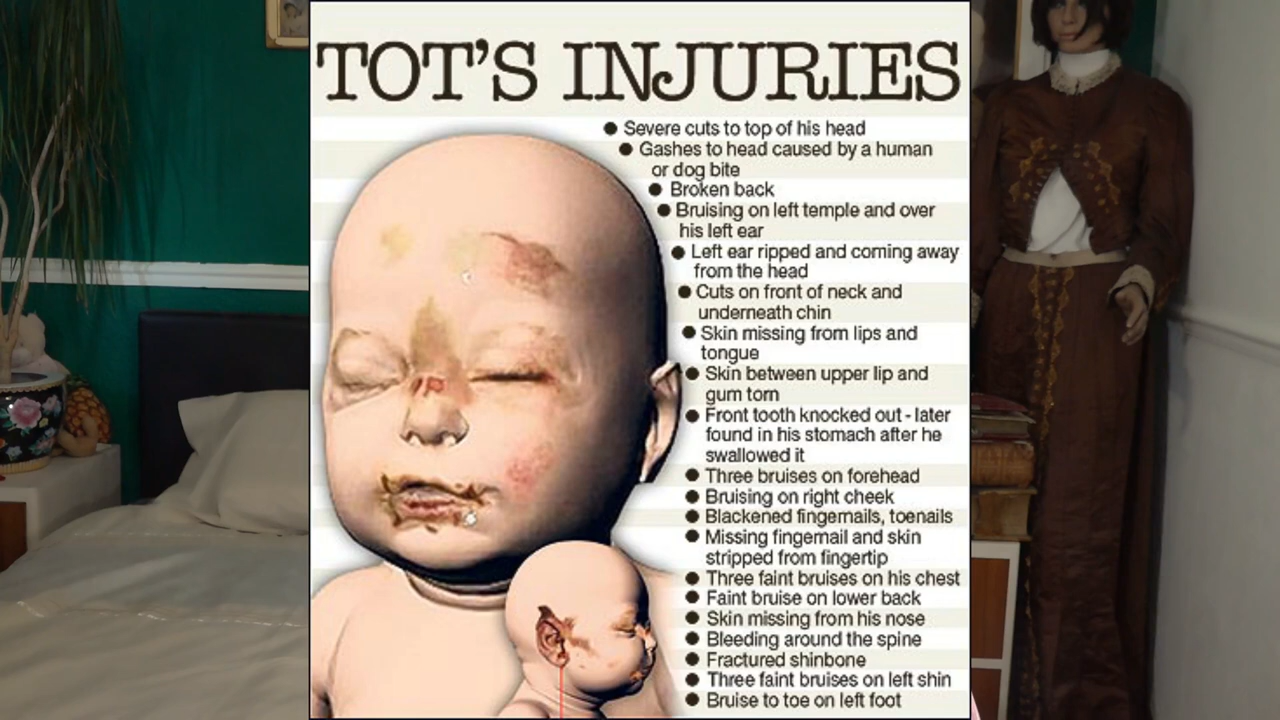 TOT'S INJURIES
● Severe cuts to top of his head
● Gashes to head caused by a human
or dog bite
● Broken back
● Bruising on left temple and over
his left ear
● Left ear ripped and coming away
from the head
● Cuts on front of neck and
underneath chin
● Skin missing from lips and
tongue
● Skin between upper lip and
gum torn
● Front tooth knocked out - later
found in his stomach after he
swallowed it
● Three bruises on forehead
● Bruising on right cheek
● Blackened fingernails, toenails
● Missing fingernail and skin
stripped from fingertip
● Three faint bruises on his chest
● Faint bruise on lower back
● Skin missing from his nose
● Bleeding around the spine
● Fractured shinbone
● Three faint bruises on left shin
● Bruise to toe on left foot